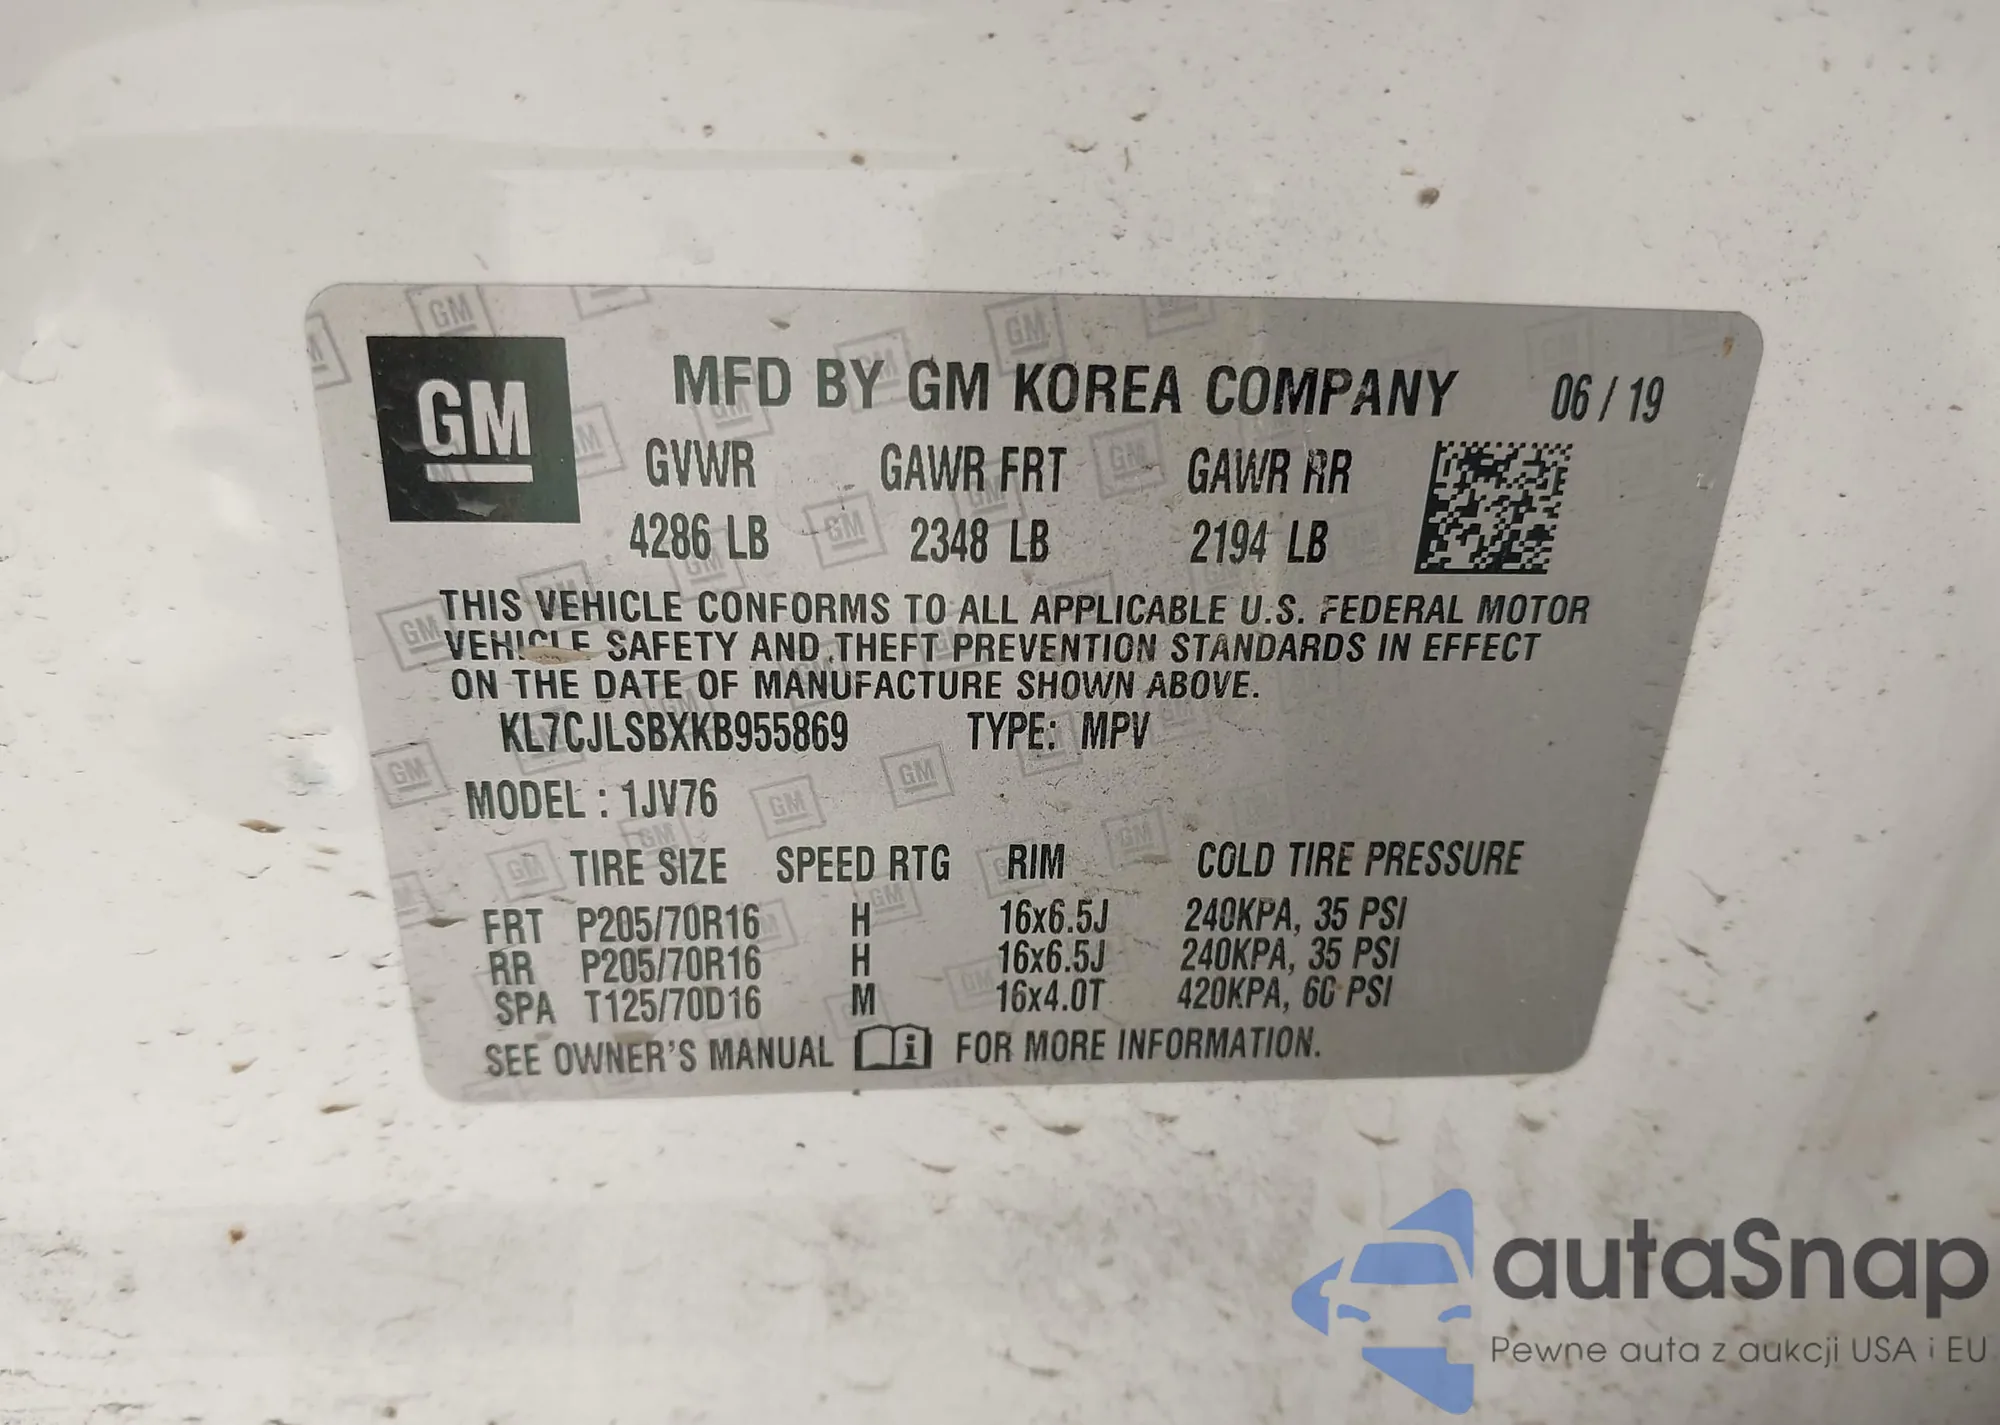 GM
MFD BY GM KOREA COMPANY 06 / 19
GVWR GAWR FRT GAWR RR
4286 LB 2348 LB 2194 LB
THIS VEHICLE CONFORMS TO ALL APPLICABLE U.S. FEDERAL MOTOR
VEHICLE SAFETY AND THEFT PREVENTION STANDARDS IN EFFECT
ON THE DATE OF MANUFACTURE SHOWN ABOVE.
KL7CJLSBXKB955869 TYPE: MPV
MODEL : 1JV76
TIRE SIZE SPEED RTG RIM COLD TIRE PRESSURE
FRT P205/70R16 H 16x6.5J 240KPA, 35 PSI
RR P205/70R16 H 16x6.5J 240KPA, 35 PSI
SPA T125/70D16 M 16x4.0T 420KPA, 60 PSI
SEE OWNER'S MANUAL FOR MORE INFORMATION.
autaSnap
Pewne auta z aukcji USA i EU